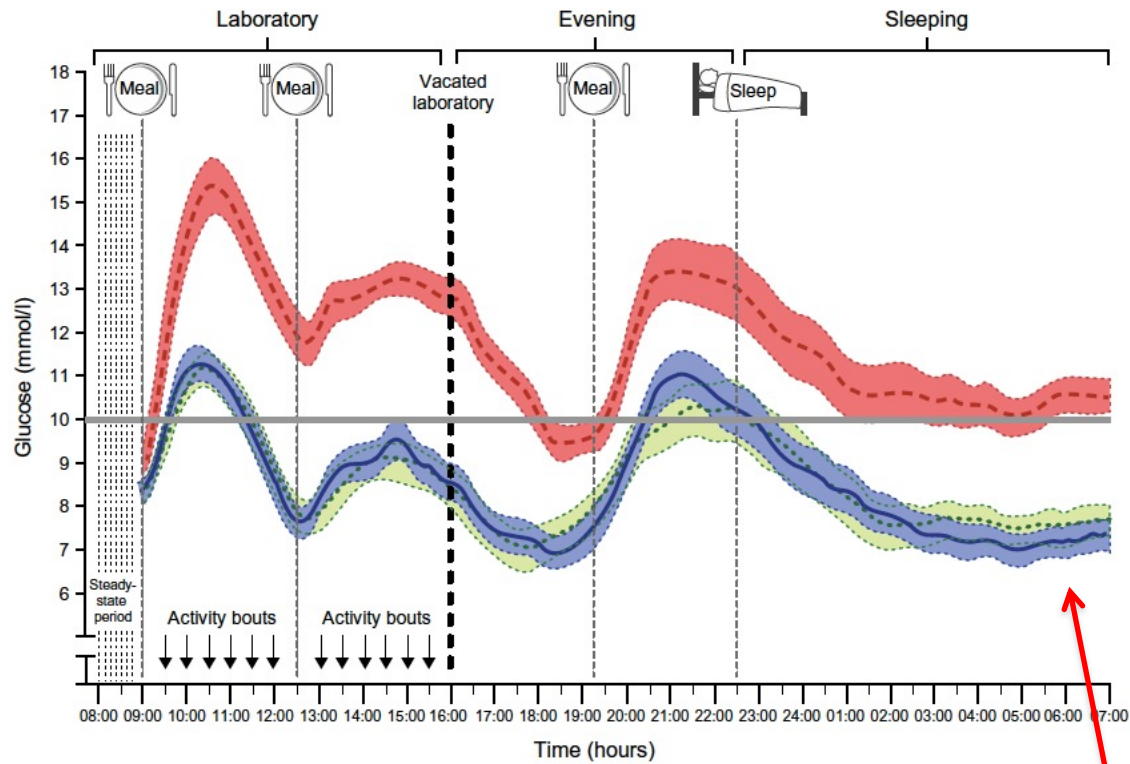 Laboratory
Evening
Sleeping
Meal
Meal
Vacated
laboratory
Meal
Sleep
18
17
16
15
14
13
12
11
10
9
8
7
6
Glucose (mmol/l)
Steady-
state
period
Activity bouts
Activity bouts
08:00 09:00 10:00 11:00 12:00 13:00 14:00 16:00 17:00 19:00 20:00 21:00 22:00 23:00 24:00 01:00 02:00 03:00 04:00 05:00 06:00 07:00
Time (hours)